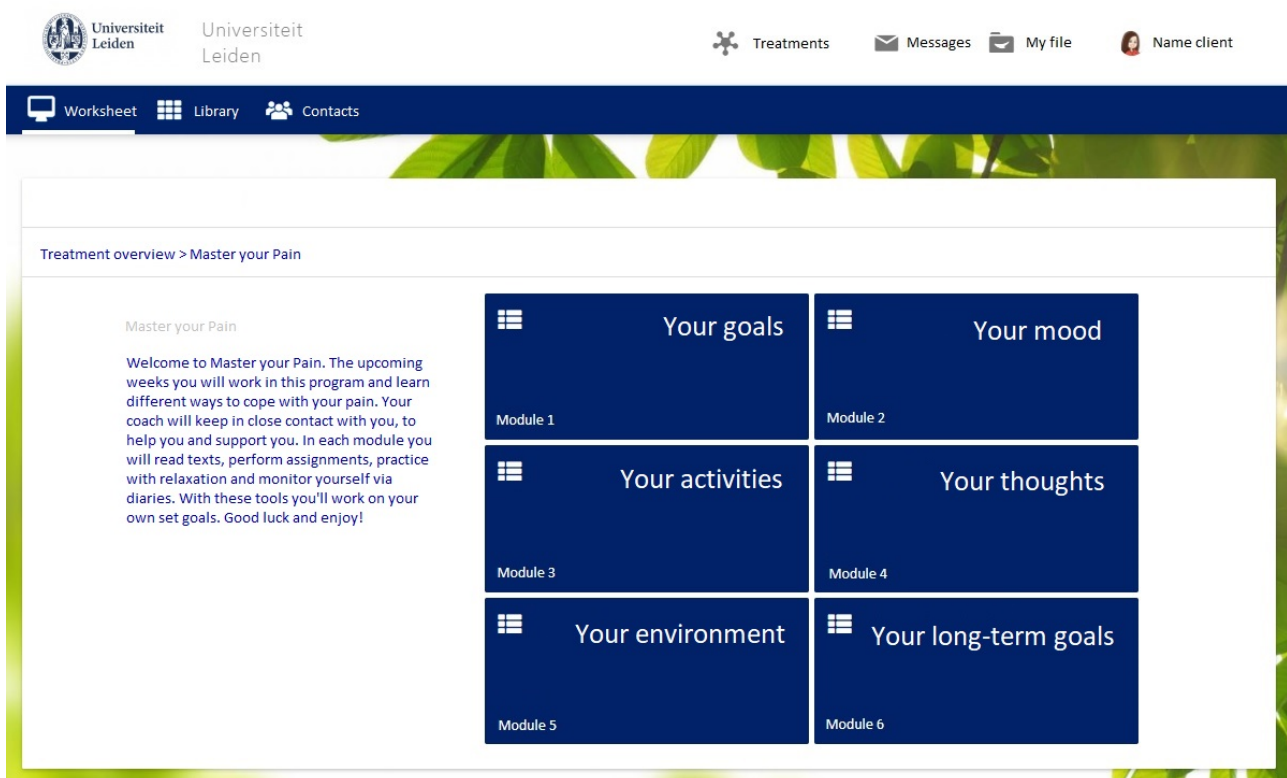 Universiteit
Leiden
Universiteit
Leiden
Treatments
Messages
My file
Name client
Worksheet
Library
Contacts
Treatment overview > Master your Pain
Master your Pain
Welcome to Master your Pain. The upcoming
weeks you will work in this program and learn
different ways to cope with your pain. Your
coach will keep in close contact with you, to
help you and support you. In each module you
will read texts, perform assignments, practice
with relaxation and monitor yourself via
diaries. With these tools you'll work on your
own set goals. Good luck and enjoy!
Your goals
Module 1
Your mood
Module 2
Your activities
Module 3
Your thoughts
Module 4
Your environment
Module 5
Your long-term goals
Module 6